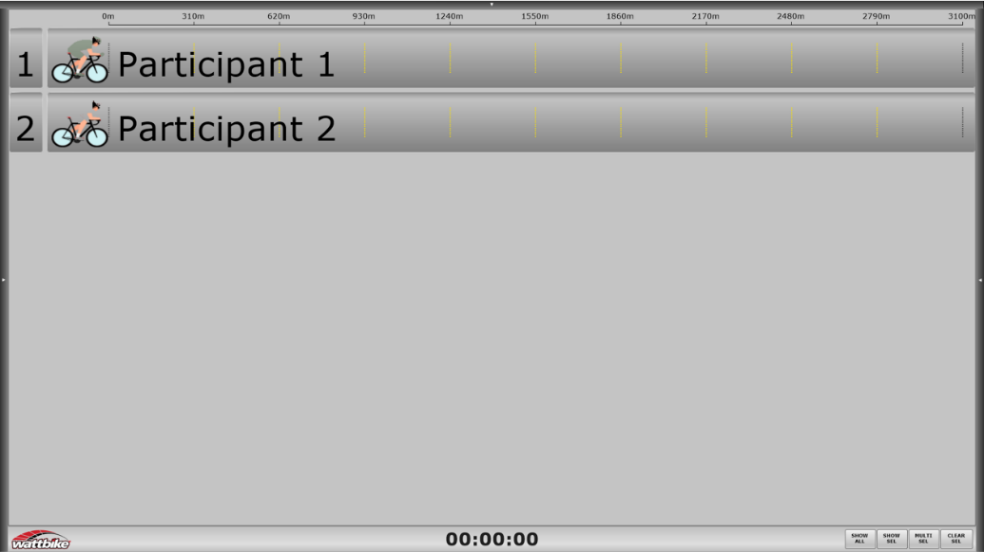 0m 310m 620m 930m 1240m 1550m 1860m 2170m 2480m 2790m 3100m
1 Participant 1
2 Participant 2
wattbike 00:00:00 SHOW ALL SHOW SEL MULTI SEL CLEAR SEL